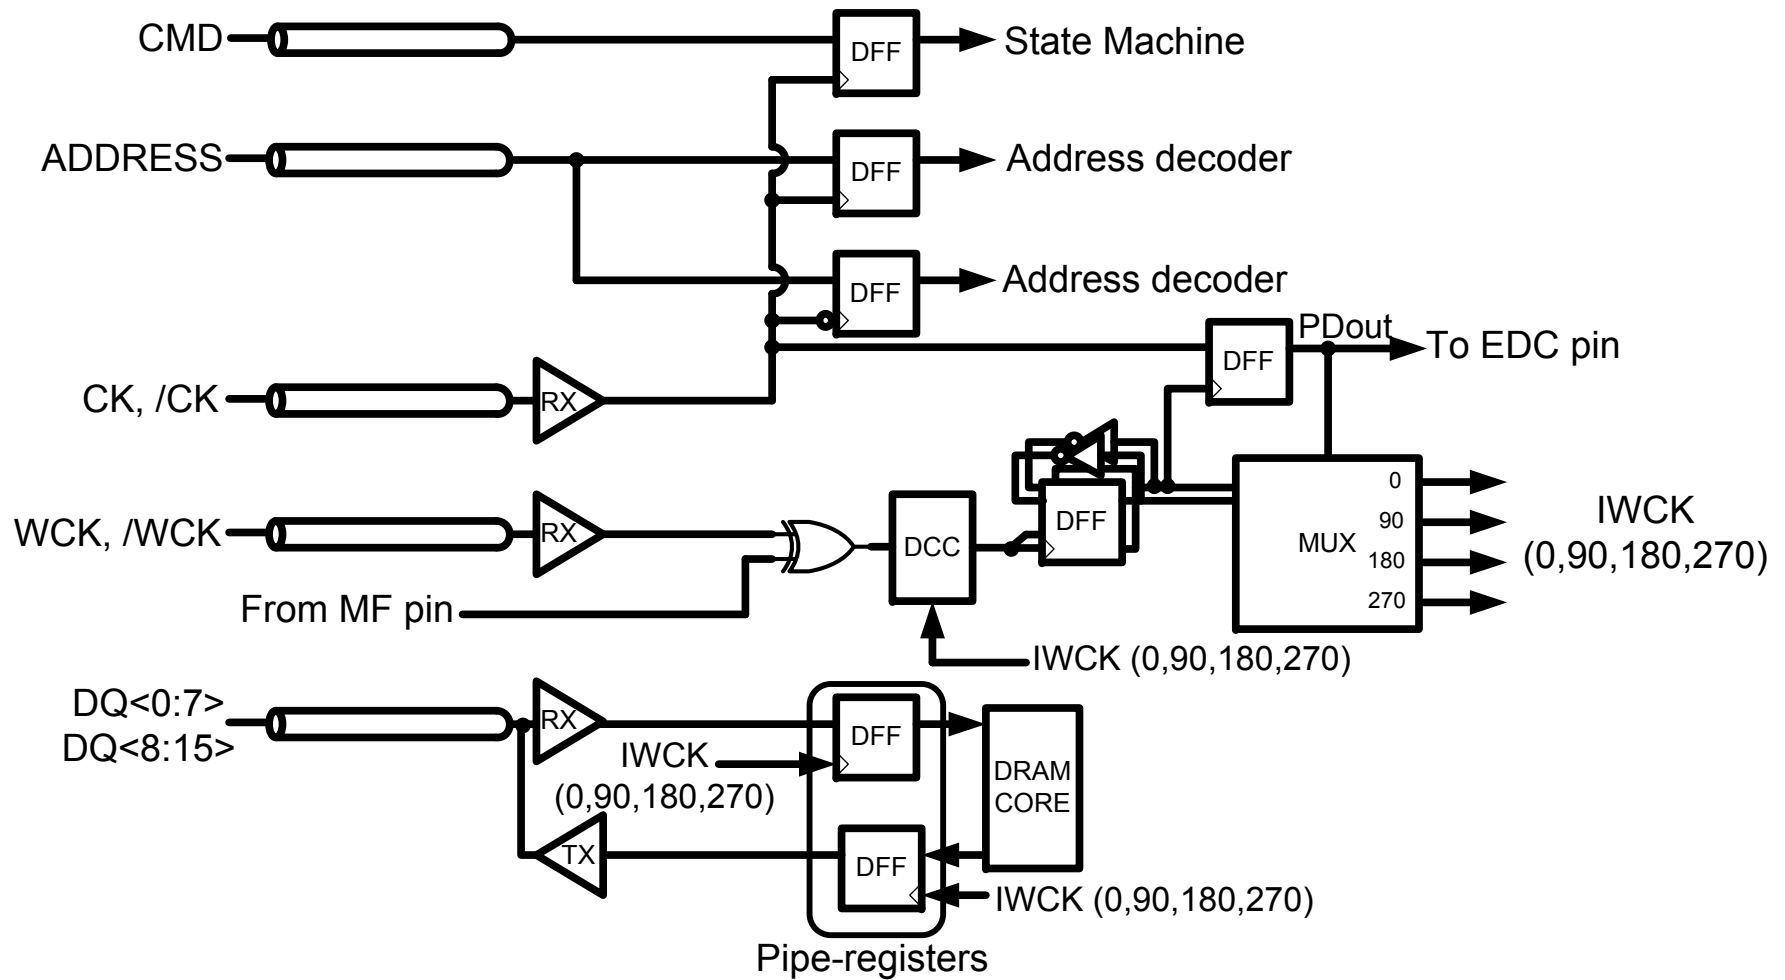 CMD
DFF
State Machine
ADDRESS
DFF
Address decoder
DFF
Address decoder
PDout
DFF
To EDC pin
CK, /CK
RX
WCK, /WCK
RX
DCC
DFF
MUX
0
90
180
270
IWCK
(0,90,180,270)
From MF pin
IWCK (0,90,180,270)
DQ<0:7>
DQ<8:15>
RX
IWCK
(0,90,180,270)
DFF
DRAM
CORE
TX
DFF
IWCK (0,90,180,270)
Pipe-registers